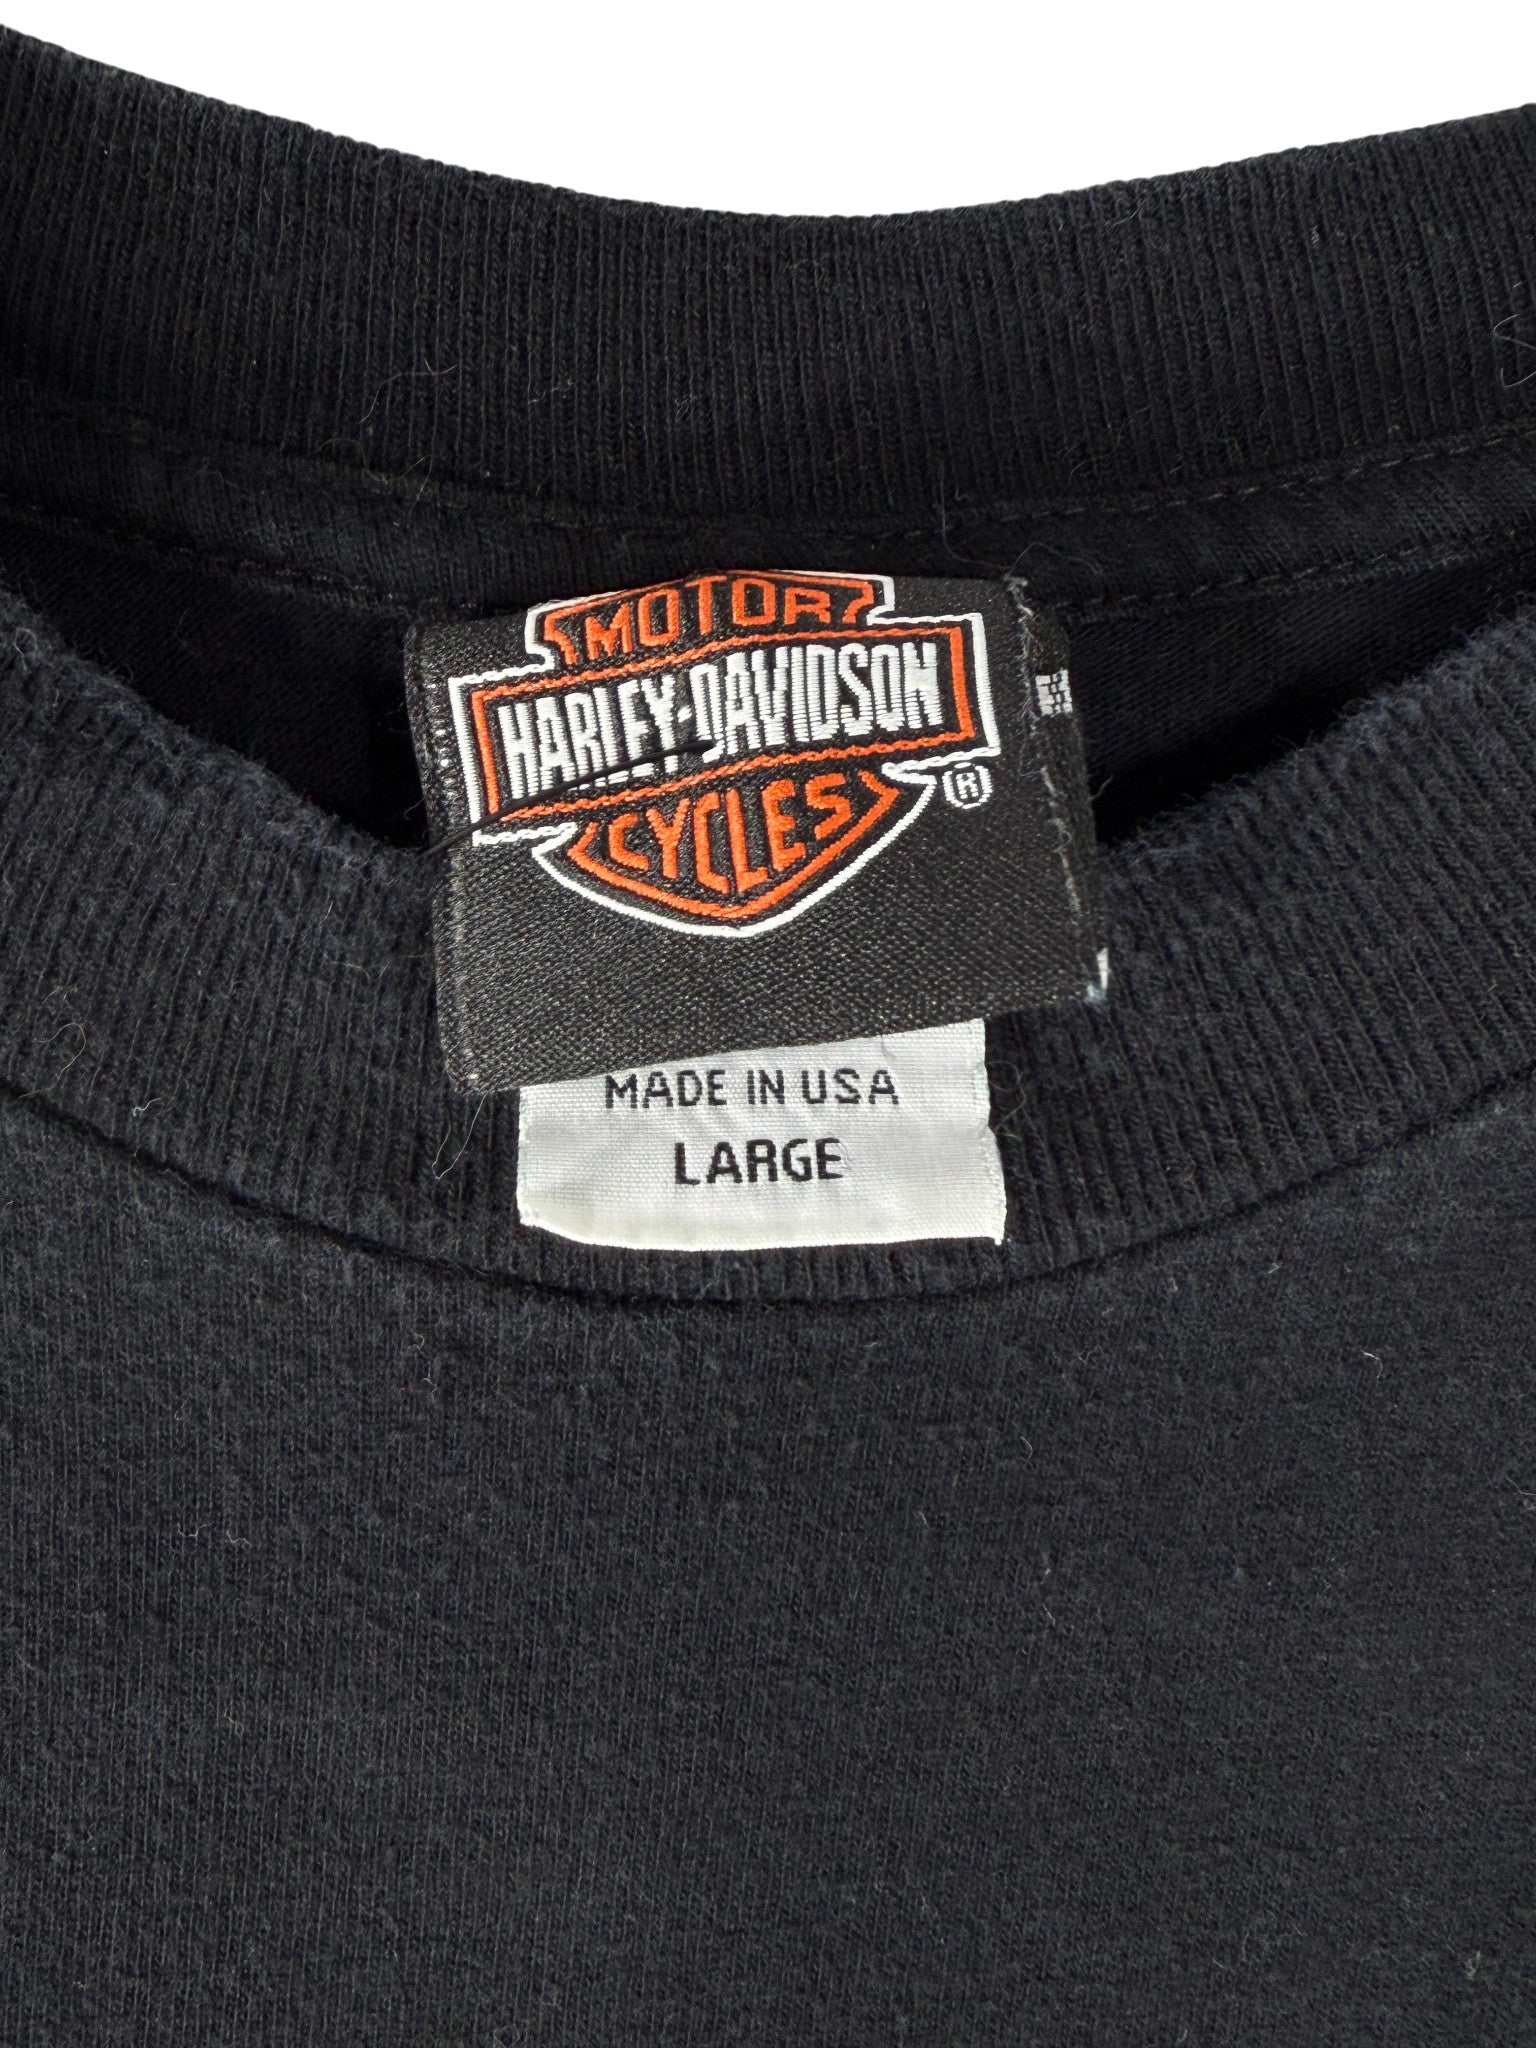 MOTOR
HARLEY-DAVIDSON
CYCLES
®
MADE IN USA
LARGE